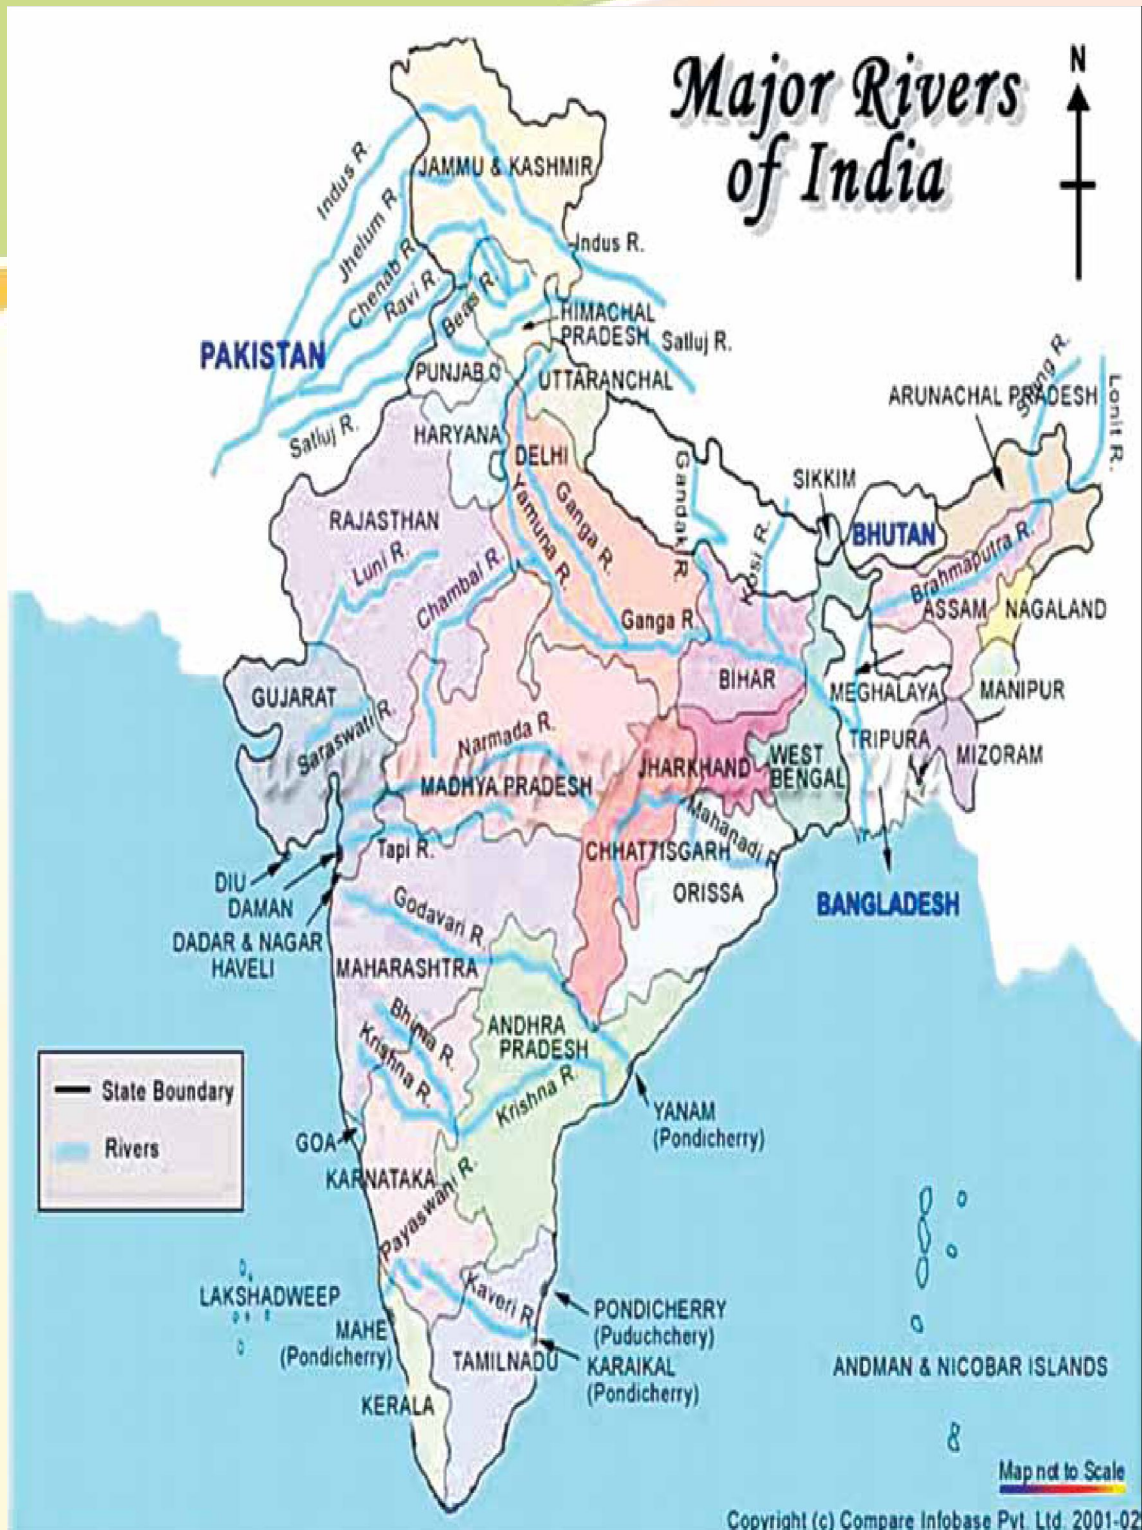 Major Rivers
of India
N
JAMMU & KASHMIR
Indus R.
Jhelum R.
Chenab R.
Ravi R.
Beas R.
Indus R.
HIMACHAL
PRADESH
Satluj R.
PAKISTAN
PUNJAB
UTTARANCHAL
Satluj R.
HARYANA
DELHI
ARUNACHAL PRADESH
Siang R.
Lonit R.
SIKKIM
BHUTAN
RAJASTHAN
Luni R.
Chambal R.
Yamuna R.
Ganga R.
Gandak R.
Kosi R.
Brahmaputra R.
ASSAM
NAGALAND
Ganga R
GUJARAT
Saraswati R.
BIHAR
MEGHALAYA
MANIPUR
Narmada R.
MADHYA PRADESH
JHARKHAND
WEST
BENGAL
TRIPURA
MIZORAM
Tapi R.
CHHATTISGARH
Mahanadi R
ORISSA
BANGLADESH
DIU
DAMAN
DADAR & NAGAR
HAVELI
Godavari R
MAHARASHTRA
Bhima R.
Krishna R.
ANDHRA
PRADESH
Krishna R.
State Boundary
Rivers
YANAM
(Pondicherry)
GOA
KARNATAKA
Payaswani R.
LAKSHADWEEP
MAHE
(Pondicherry)
Kaveri R
PONDICHERRY
(Puduchchery)
TAMILNADU
KARAIKAL
(Pondicherry)
KERALA
ANDMAN & NICOBAR ISLANDS
Map not to Scale
Copyright (c) Compare Infobase Pvt. Ltd. 2001-02